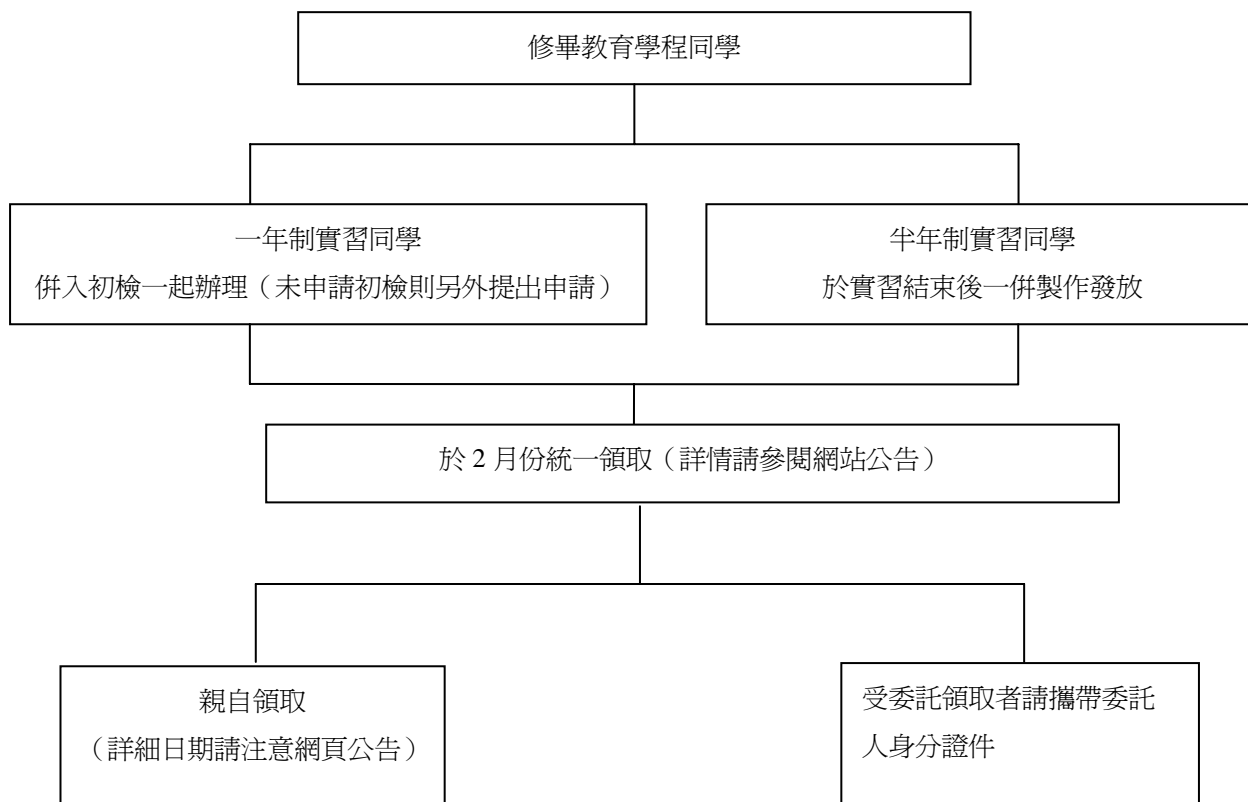 修畢教育學程同學
一年制實習同學
併入初檢一起辦理（未申請初檢則另外提出申請）
半年制實習同學
於實習結束後一併製作發放
於 2 月份統一領取（詳情請參閱網站公告）
親自領取
（詳細日期請注意網頁公告）
受委託領取者請攜帶委託
人身分證件